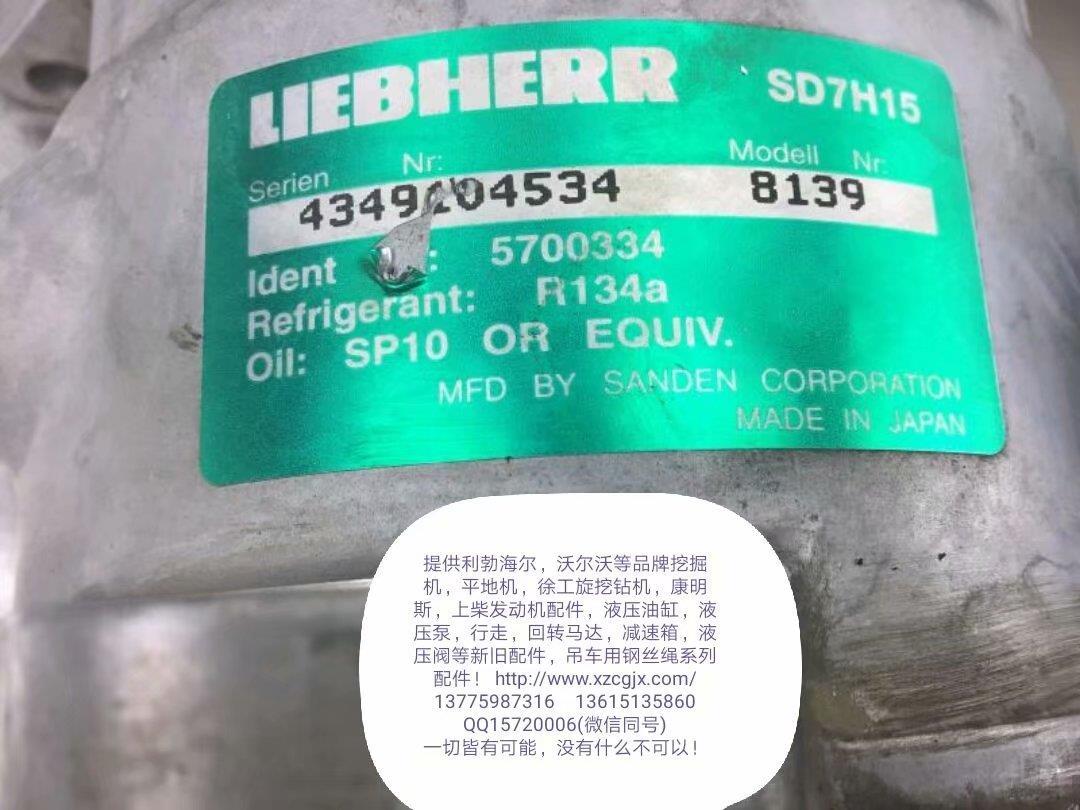 LIEBHERR SD7H15
Serien Nr: Modell Nr:
8139
Ident : 5700334
Refrigerant: R134a
Oil: SP10 OR EQUIV.
MFD BY SANDEN CORPORATION
MADE IN JAPAN
提供利勃海尔，沃尔沃等品牌挖掘
机，平地机，徐工旋挖钻机，康明
斯，上柴发动机配件，液压油缸，液
压泵，行走，回转马达，减速箱，液
压阀等新旧配件，吊车用钢丝绳系列
配件！http://www.xzcgjx.com/
13775987316 13615135860
QQ15720006(微信同号)
一切皆有可能，没有什么不可以！